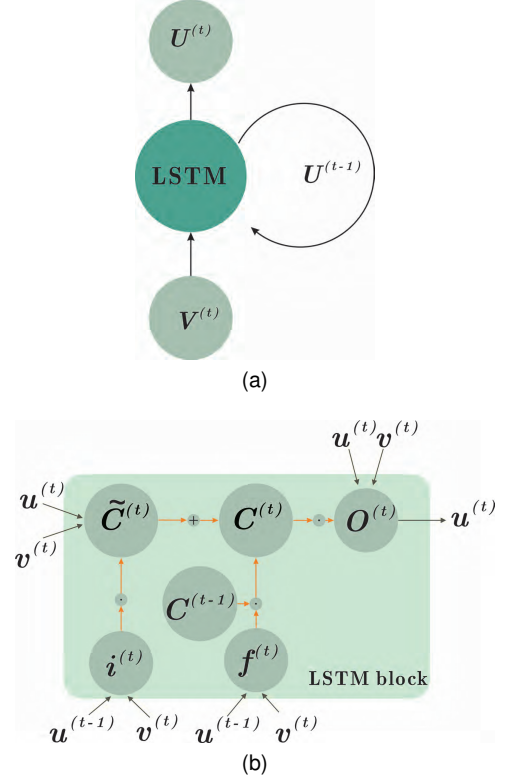 U^(t)
LSTM
U^(t-1)
V^(t)
(a)
u^(t) v^(t)
u^(t) C̃^(t) + C^(t) · O^(t) u^(t)
v^(t)
· C^(t-1) ·
i^(t) f^(t)
LSTM block
u^(t-1) v^(t) u^(t-1) v^(t)
(b)